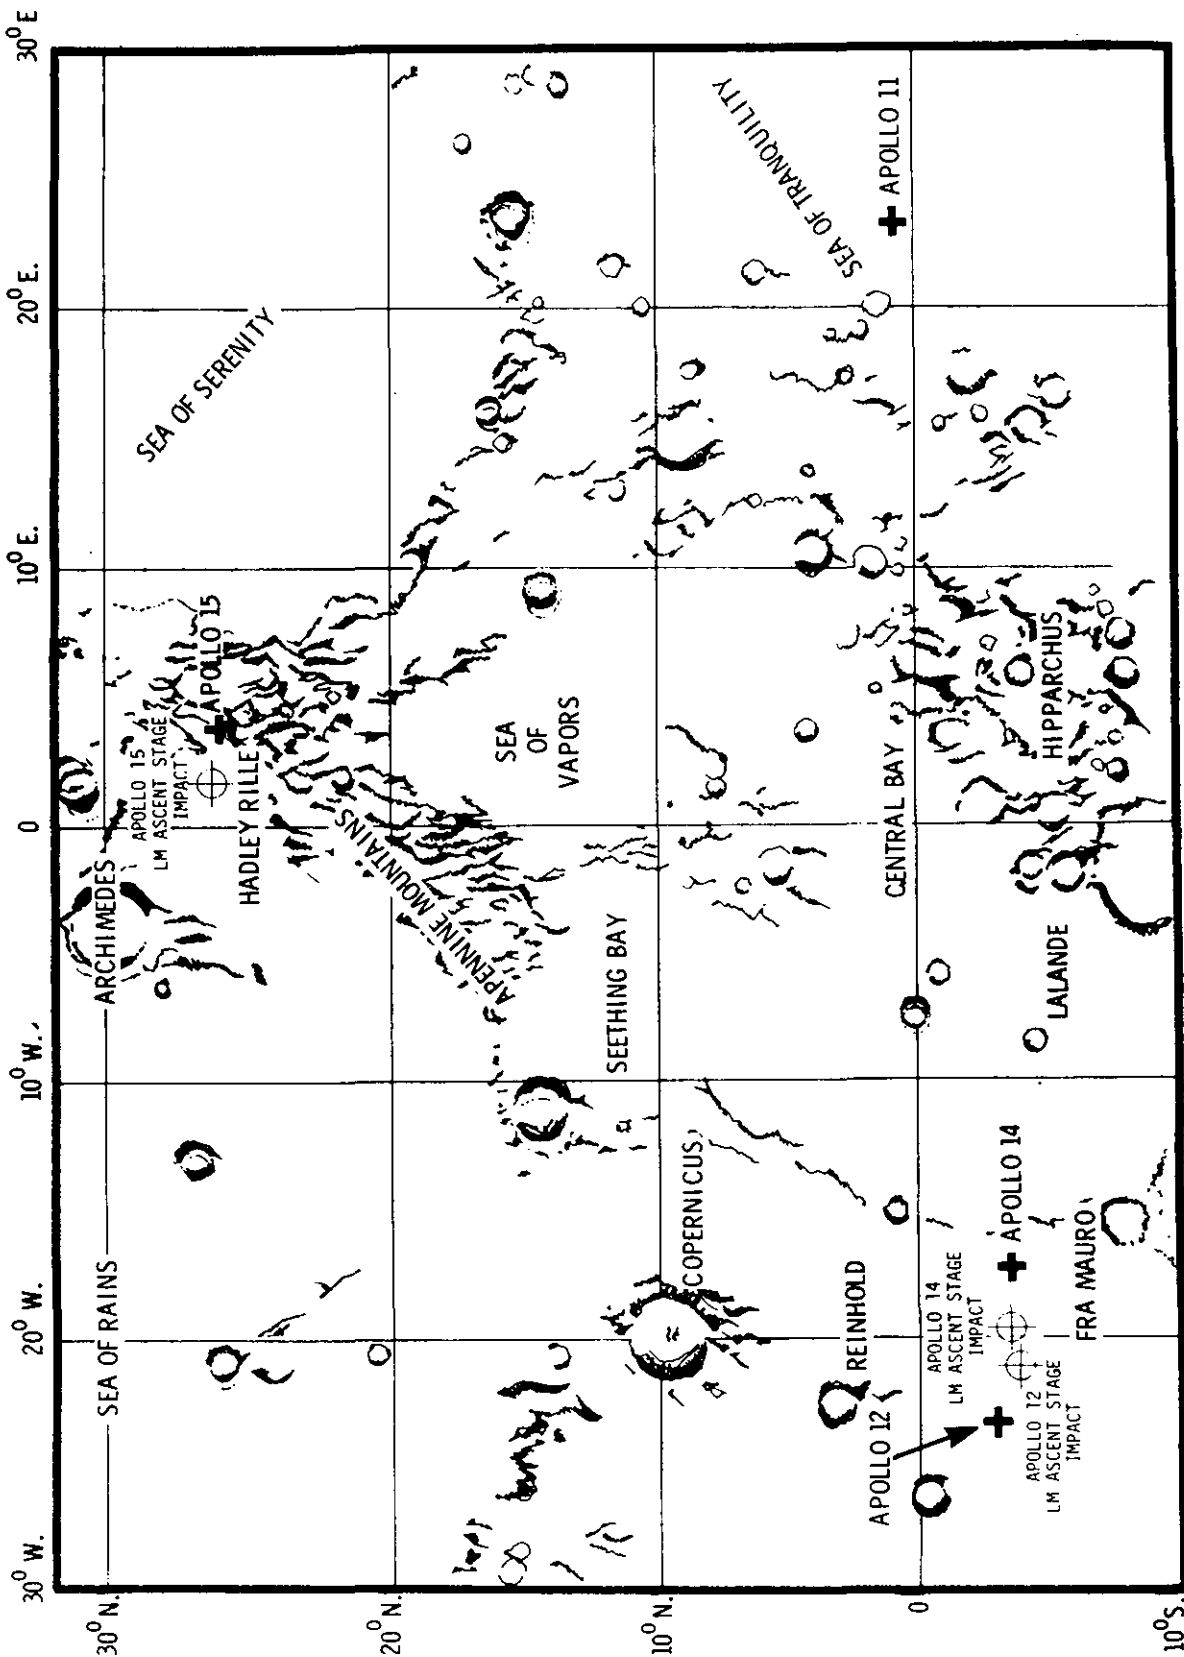 30° W.
20° W.
10° W.
0
10° E.
20° E.
30° E
30° N.
20° N.
10° N.
0
10° S.
SEA OF RAINS
ARCHIMEDES
APOLLO 15
LM ASCENT STAGE
IMPACT
APOLLO 15
HADLEY RILLE
SEA OF SERENITY
APENNINE MOUNTAINS
SEA
OF
VAPORS
SEETHING BAY
COPERNICUS
SEA OF TRANQUILITY
REINHOLD
APOLLO 12
CENTRAL BAY
APOLLO 11
APOLLO 14
LM ASCENT STAGE
IMPACT
APOLLO 14
APOLLO 12
LM ASCENT STAGE
IMPACT
FRA MAURO
LALANDE
HIPPARCHUS